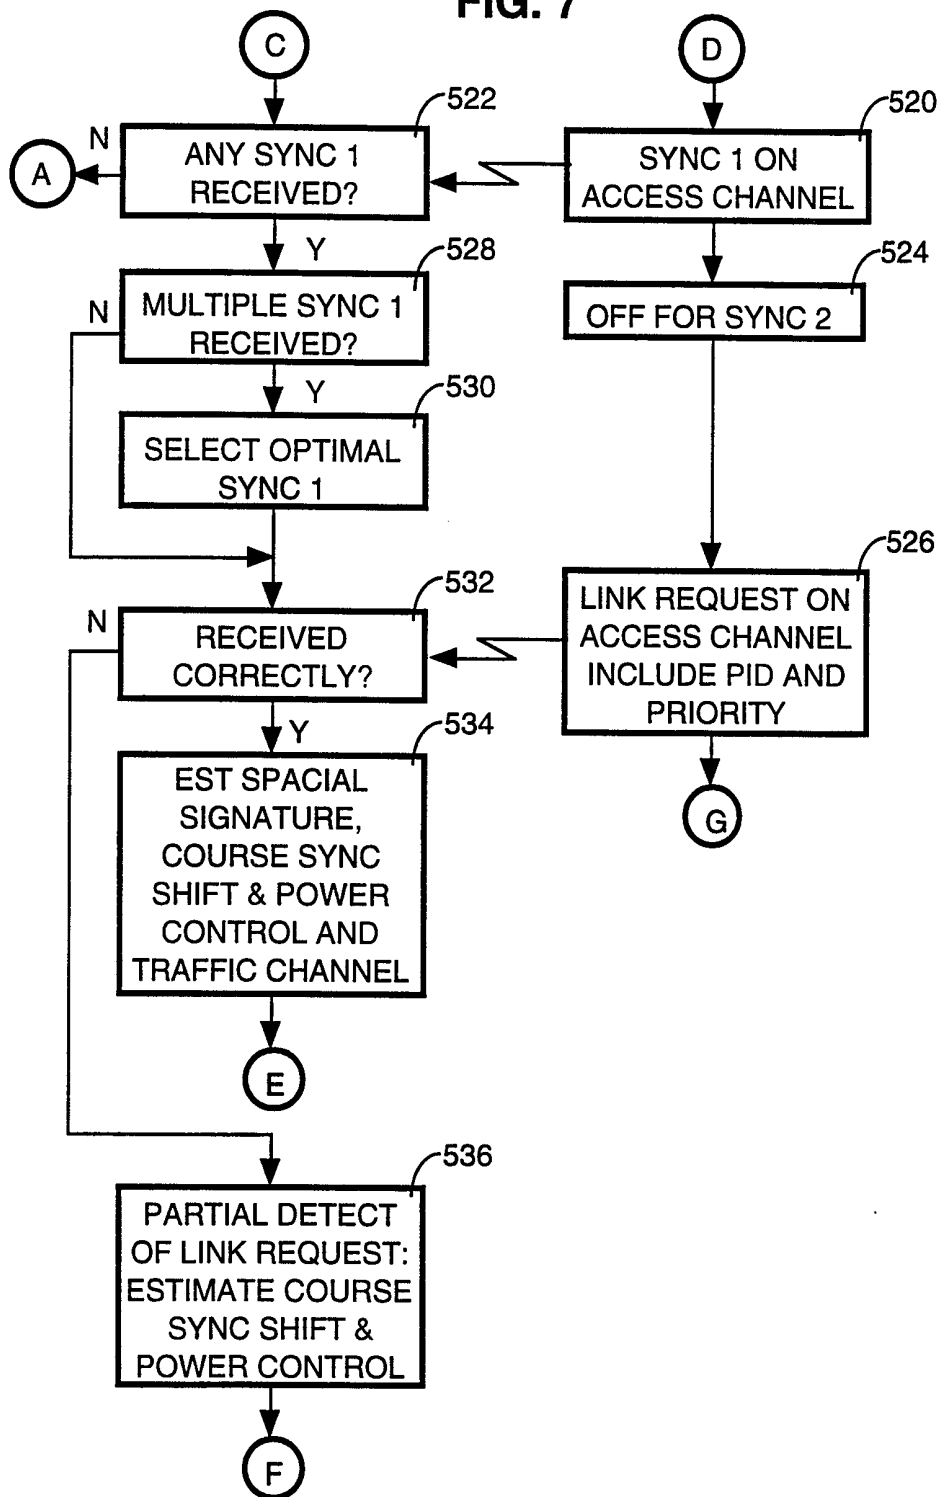 FIG. 7
C
D
522
520
N
A
ANY SYNC 1
RECEIVED?
SYNC 1 ON
ACCESS CHANNEL
Y
528
524
N
MULTIPLE SYNC 1
RECEIVED?
OFF FOR SYNC 2
Y
530
SELECT OPTIMAL
SYNC 1
526
532
N
RECEIVED
CORRECTLY?
LINK REQUEST ON
ACCESS CHANNEL
INCLUDE PID AND
PRIORITY
Y
534
EST SPACIAL
SIGNATURE,
COURSE SYNC
SHIFT & POWER
CONTROL AND
TRAFFIC CHANNEL
G
E
536
PARTIAL DETECT
OF LINK REQUEST:
ESTIMATE COURSE
SYNC SHIFT &
POWER CONTROL
F